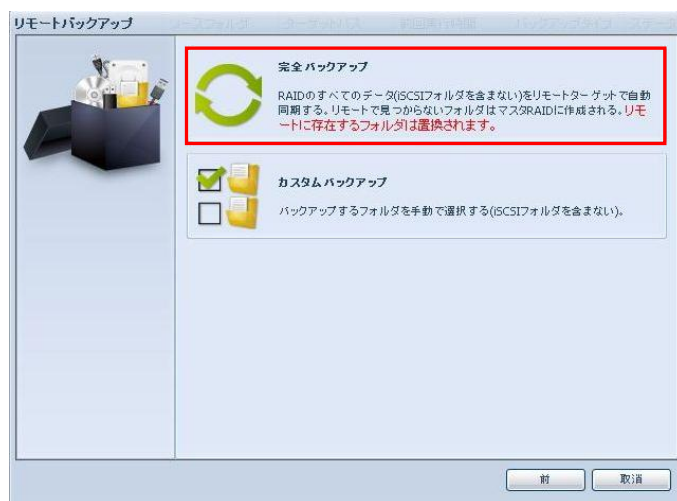 リモートバックアップ
完全バックアップ
RAIDのすべてのデータ(iSCSIフォルダを含まない)をリモートターゲットで自動
同期する。リモートで見つからないフォルダはマスタRAIDに作成される。リモ
ートに存在するフォルダは置換されます。
カスタムバックアップ
バックアップするフォルダを手動で選択する(iSCSIフォルダを含まない)。
前
取消